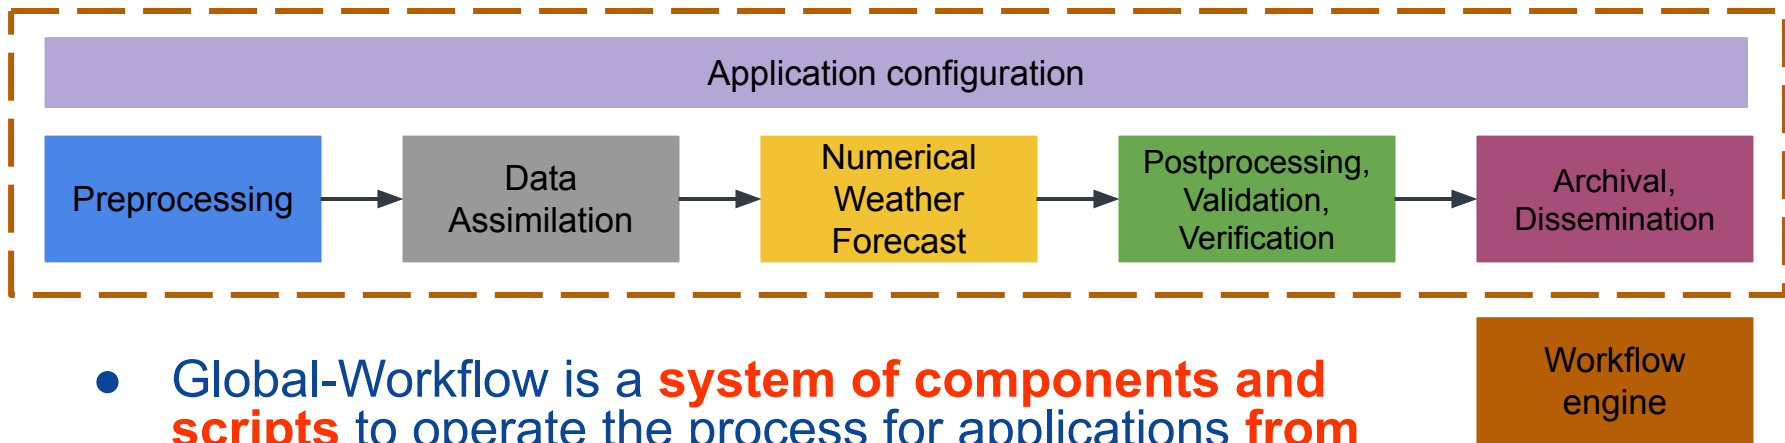 Application configuration
Preprocessing
Data
Assimilation
Numerical
Weather
Forecast
Postprocessing,
Validation,
Verification
Archival,
Dissemination
Workflow
engine
● Global-Workflow is a system of components and
scripts to operate the process for applications from